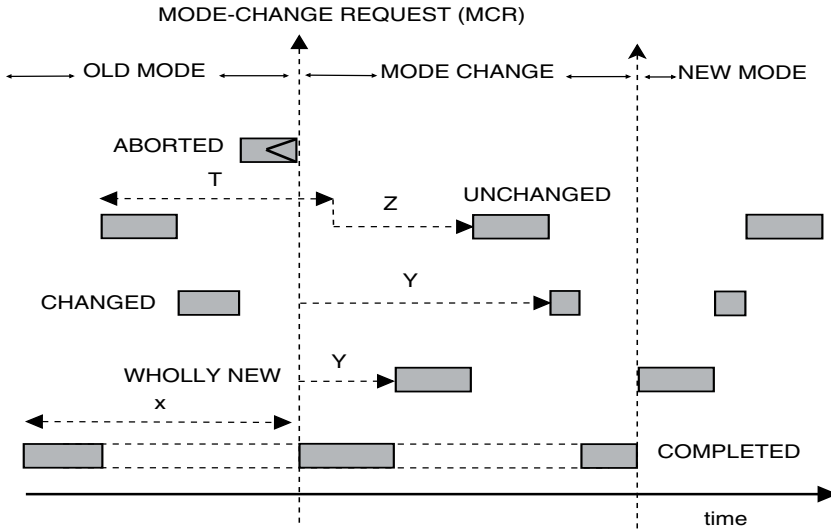 MODE-CHANGE REQUEST (MCR)
OLD MODE
MODE CHANGE
NEW MODE
ABORTED
T
UNCHANGED
Z
CHANGED
Y
WHOLLY NEW
Y
x
COMPLETED
time